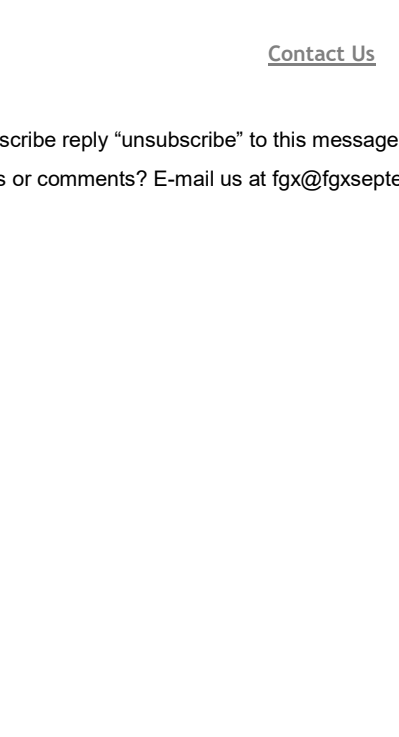 Contact Us
scribe reply “unsubscribe” to this message
s or comments? E-mail us at fgx@fgxsepte